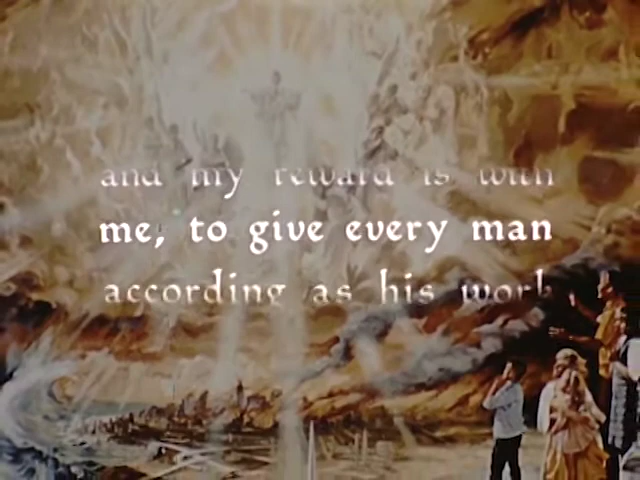 and my reward is with
me, to give every man
according as his work